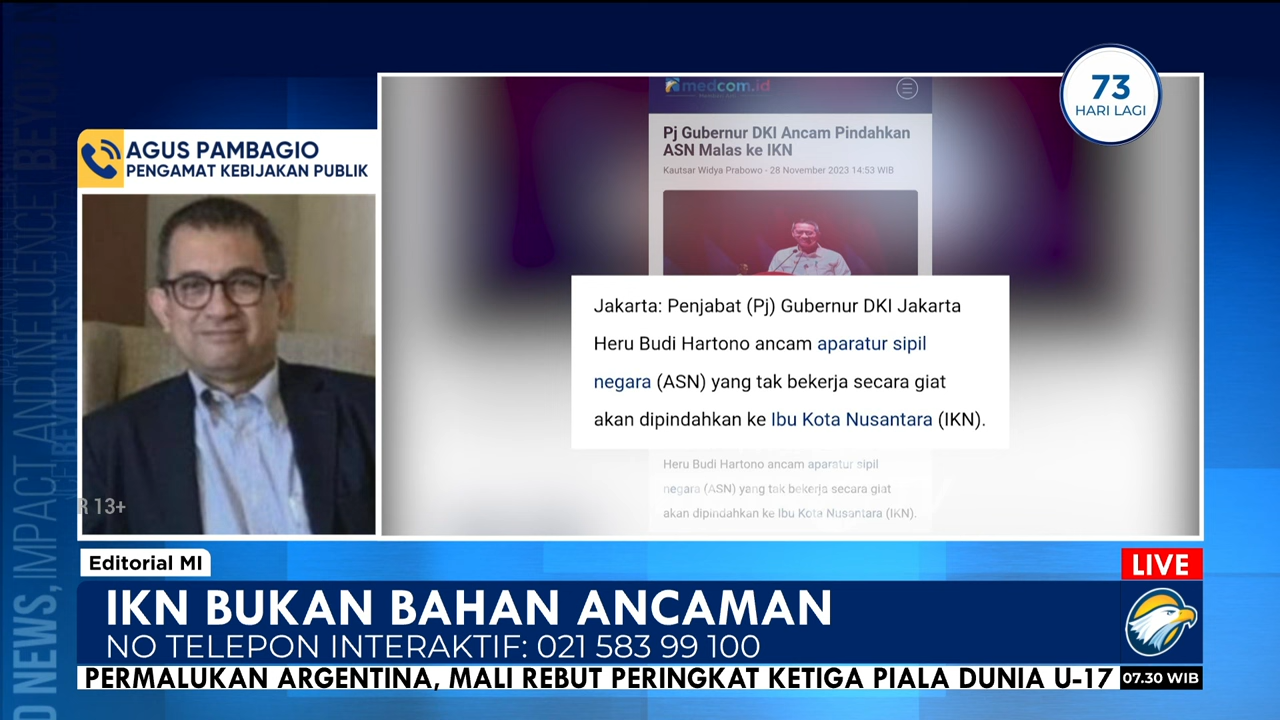 73
HARI LAGI
AGUS PAMBAGIO
PENGAMAT KEBIJAKAN PUBLIK
medcom.id
Pj Gubernur DKI Ancam Pindahkan
ASN Malas ke IKN
Kautsar Widya Prabowo - 28 November 2023 14:53 WIB
Jakarta: Penjabat (Pj) Gubernur DKI Jakarta
Heru Budi Hartono ancam aparatur sipil
negara (ASN) yang tak bekerja secara giat
akan dipindahkan ke Ibu Kota Nusantara (IKN).
Heru Budi Hartono ancam aparatur sipil
negara (ASN) yang tak bekerja secara giat
akan dipindahkan ke Ibu Kota Nusantara (IKN).
R 13+
Editorial MI
LIVE
IKN BUKAN BAHAN ANCAMAN
NO TELEPON INTERAKTIF: 021 583 99 100
PERMALUKAN ARGENTINA, MALI REBUT PERINGKAT KETIGA PIALA DUNIA U-17
07.30 WIB
D NEWS, IMPACT AND INFLUENCE BEYOND N